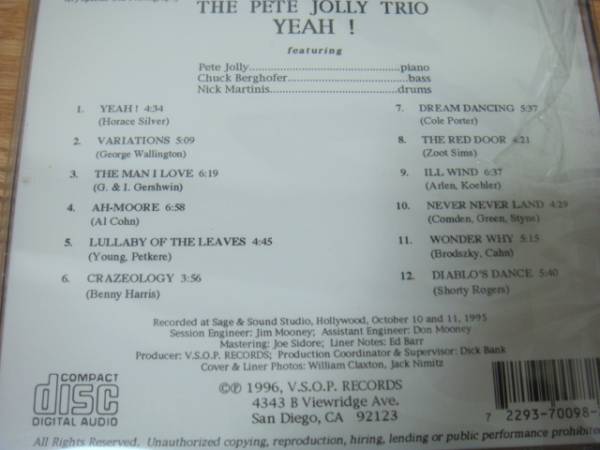 THE PETE JOLLY TRIO
YEAH !
featuring
Pete Jolly..........................................piano
Chuck Berghofer.................................bass
Nick Martinis...................................drums
1. YEAH! 4:34
(Horace Silver)
2. VARIATIONS 5:09
(George Wallington)
3. THE MAN I LOVE 6:19
(G. & I. Gershwin)
4. AH-MOORE 6:58
(Al Cohn)
5. LULLABY OF THE LEAVES 4:45
(Young, Petkere)
6. CRAZEOLOGY 3:56
(Benny Harris)
7. DREAM DANCING 5:37
(Cole Porter)
8. THE RED DOOR 4:21
(Zoot Sims)
9. ILL WIND 6:37
(Arlen, Koehler)
10. NEVER NEVER LAND 4:29
(Comden, Green, Styne)
11. WONDER WHY 5:15
(Brodszky, Cahn)
12. DIABLO'S DANCE 5:40
(Shorty Rogers)
Recorded at Sage & Sound Studio, Hollywood, October 10 and 11, 1995
Session Engineer: Jim Mooney; Assistant Engineer: Don Mooney
Mastering: Joe Sidore; Liner Notes: Ed Barr
Producer: V.S.O.P. RECORDS; Production Coordinator & Supervisor: Dick Bank
Cover & Liner Photos: William Claxton, Jack Nimitz
©℗ 1996, V.S.O.P. RECORDS
4343 B Viewridge Ave.
San Diego, CA 92123
COMPACT
disc
DIGITAL AUDIO
7 2293-70098-
All Rights Reserved. Unauthorized copying, reproduction, hiring, lending or public performance prohibited